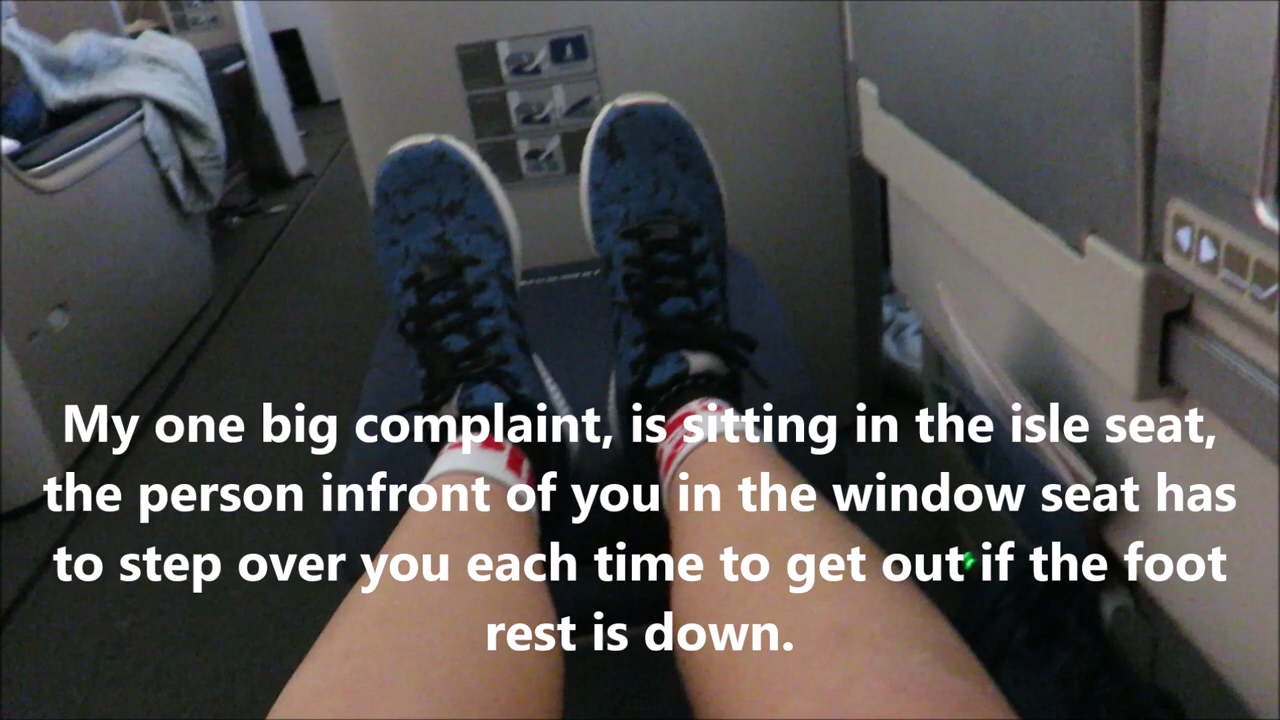 My one big complaint, is sitting in the isle seat,
the person infront of you in the window seat has
to step over you each time to get out if the foot
rest is down.